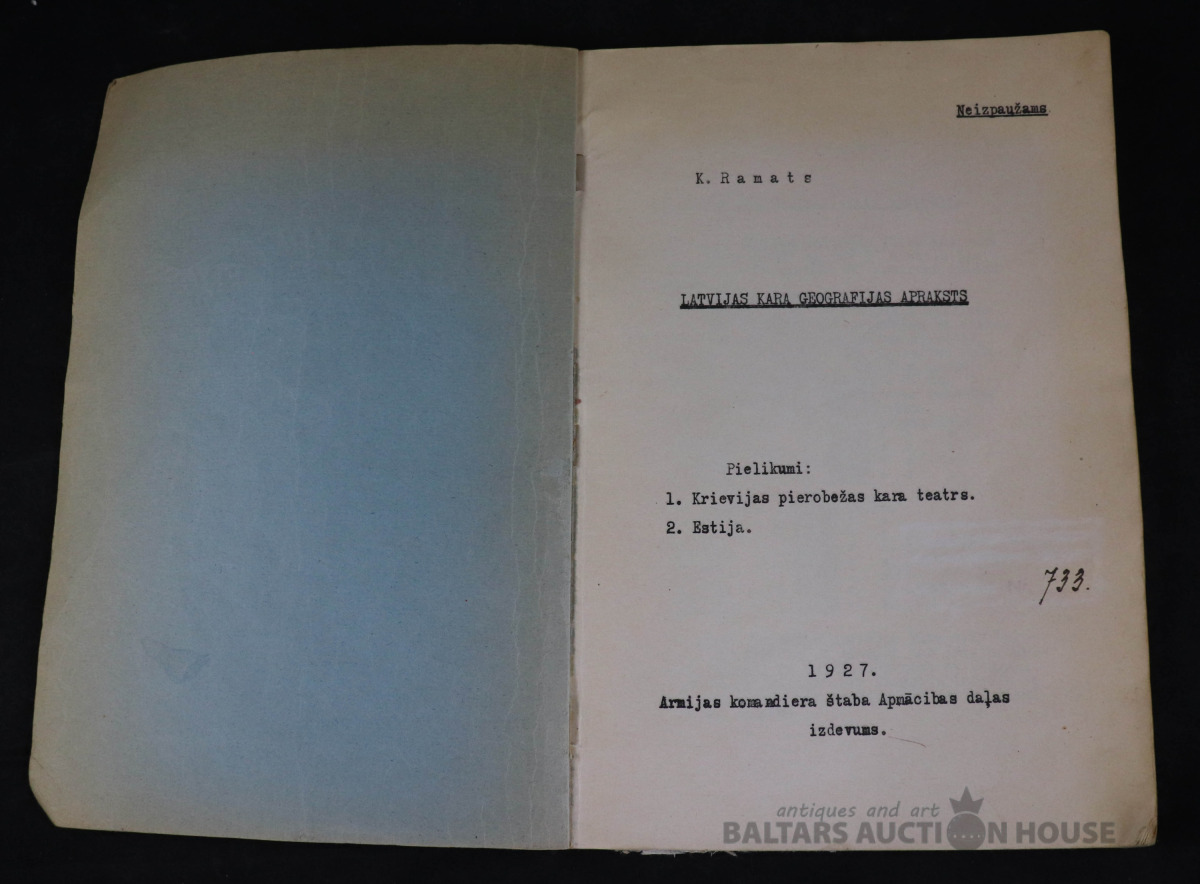 Neizpaužams
K. Ramats
LATVIJAS KARA ĢEOGRAFIJAS APRAKSTS
Pielikumi:
1. Krievijas pierobežas kara teatrs.
2. Estija.
733.
1927.
Armijas komandiera štaba Apmācības daļas
izdevums.
antiques and art
BALTARS AUCTION HOUSE